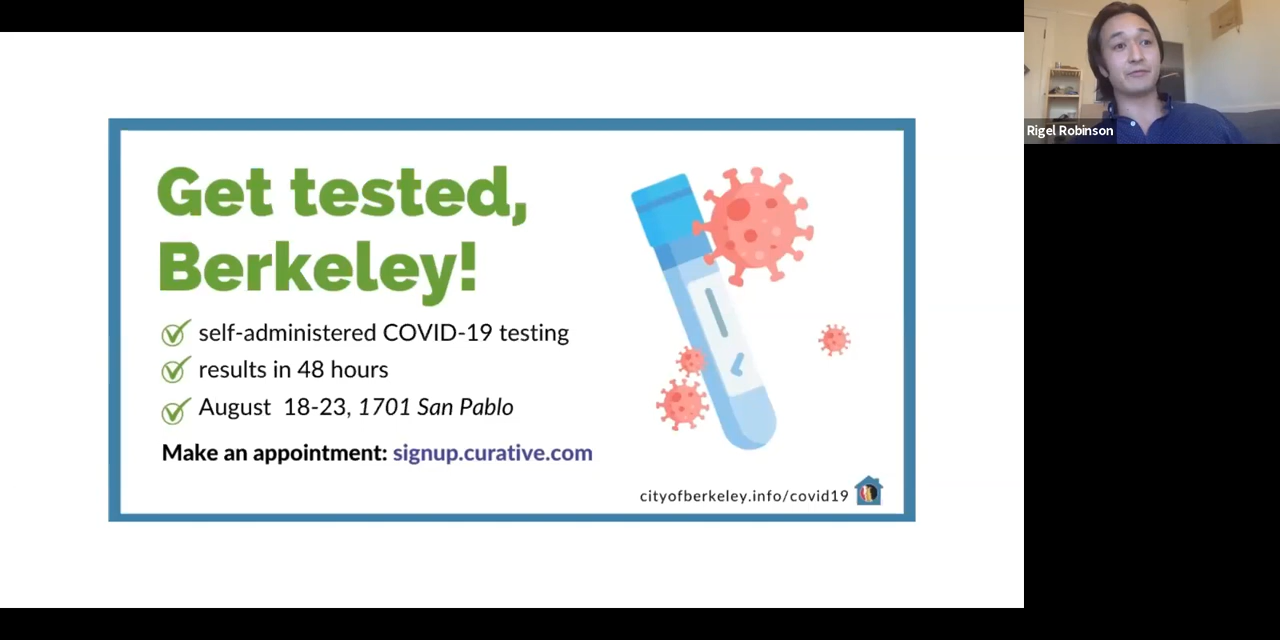 Get tested,
Berkeley!
self-administered COVID-19 testing
results in 48 hours
August 18-23, 1701 San Pablo
Make an appointment: signup.curative.com
cityofberkeley.info/covid19
Rigel Robinson